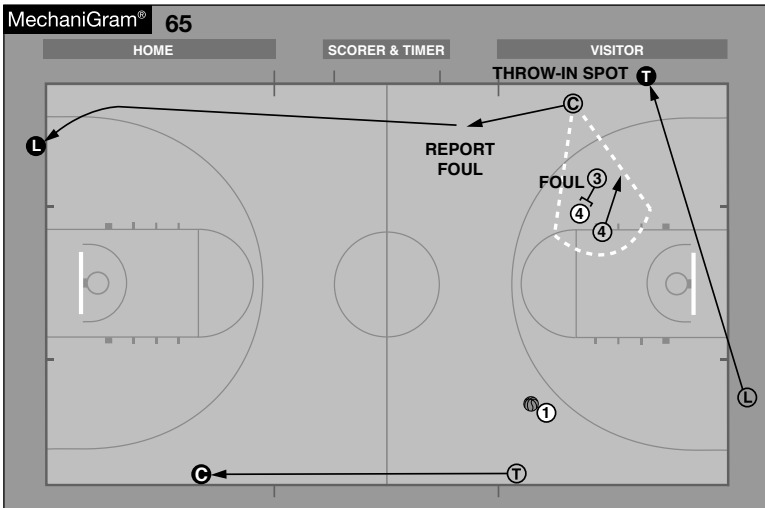 MechaniGram® 65
HOME SCORER & TIMER VISITOR
THROW-IN SPOT T
C
L
REPORT
FOUL
FOUL 3
4
4
L
1
C T